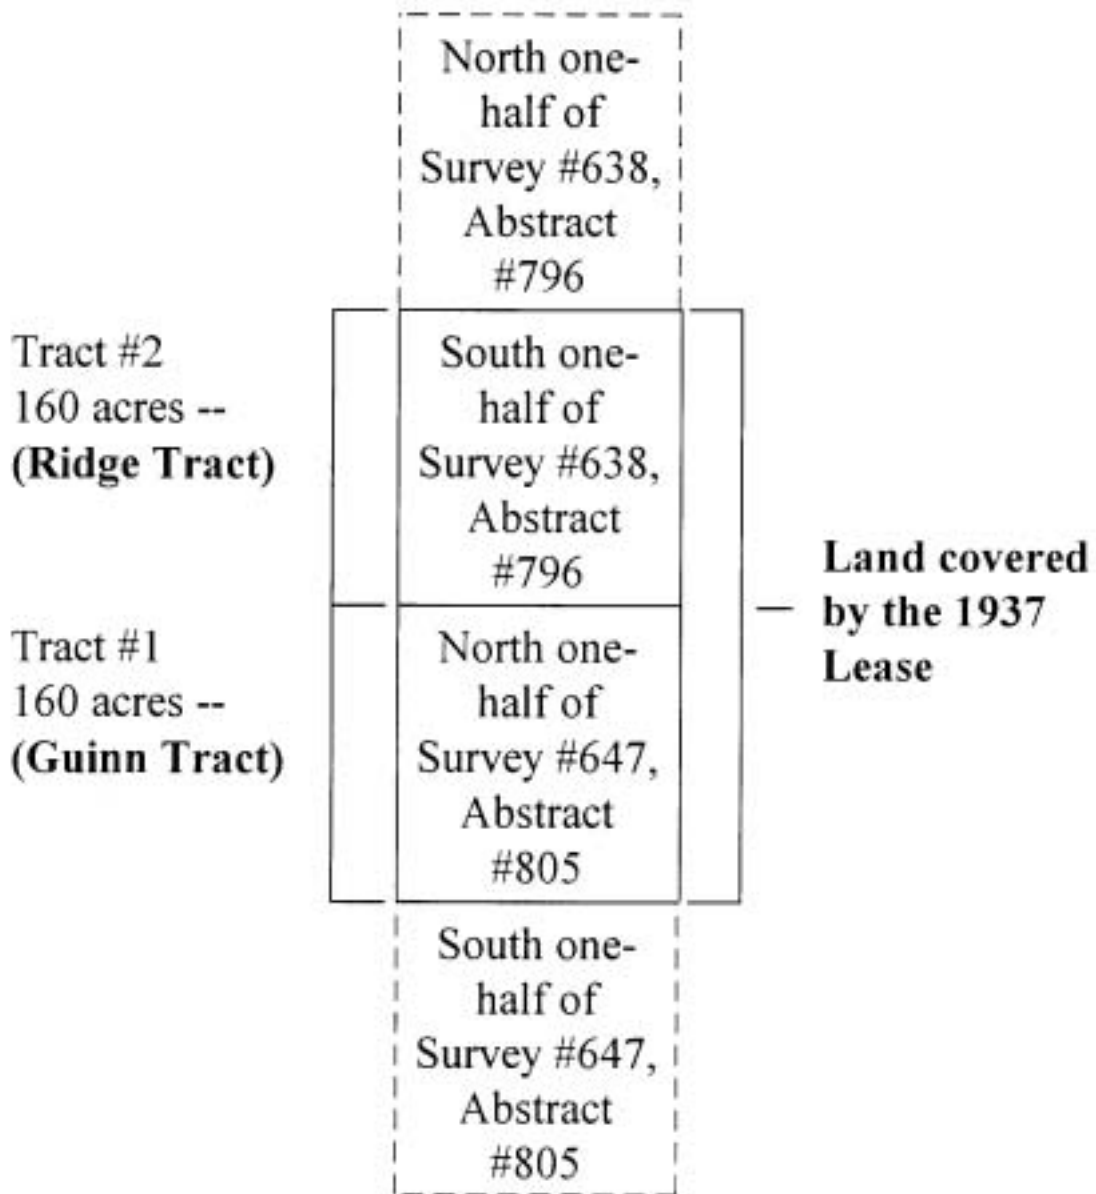 North one-
half of
Survey #638,
Abstract
#796
Tract #2
160 acres --
(Ridge Tract)
South one-
half of
Survey #638,
Abstract
#796
Land covered
by the 1937
Lease
Tract #1
160 acres --
(Guinn Tract)
North one-
half of
Survey #647,
Abstract
#805
South one-
half of
Survey #647,
Abstract
#805